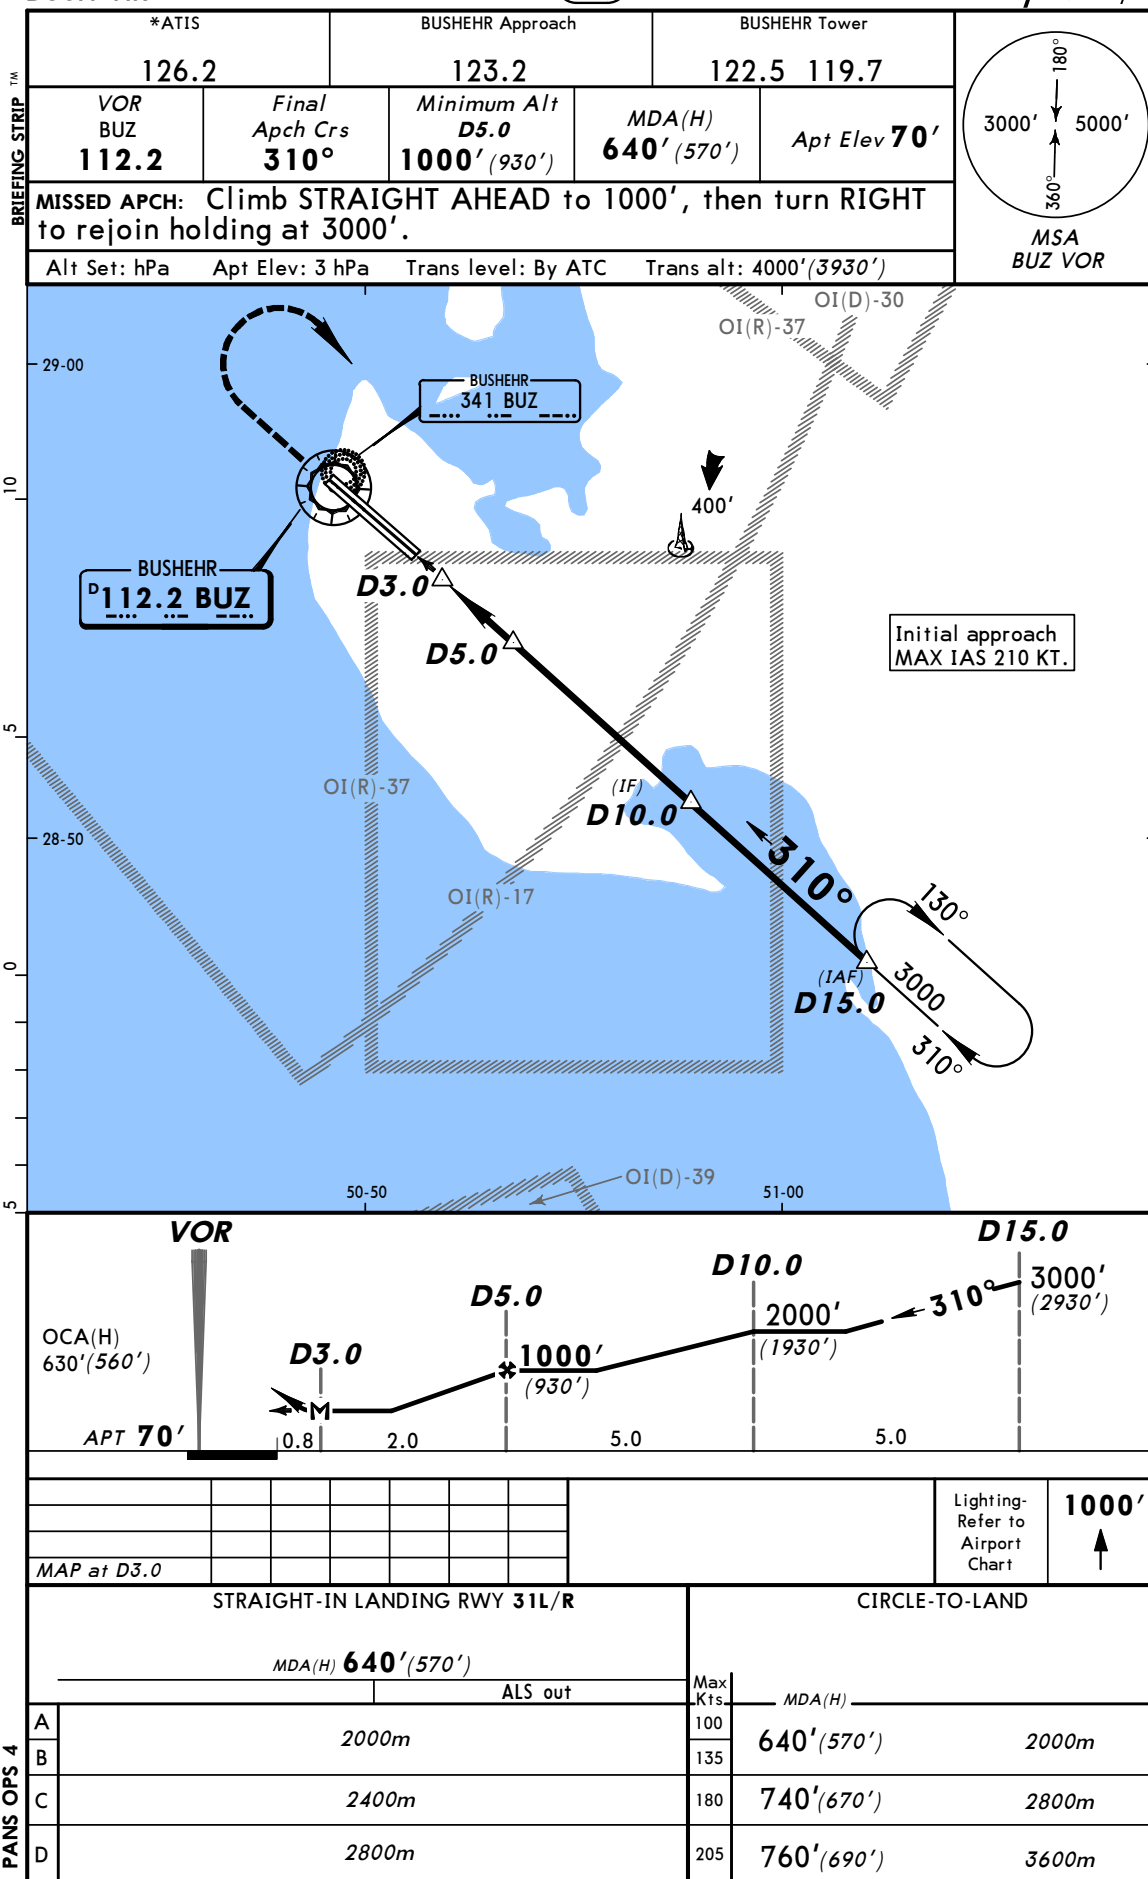 *ATIS
126.2
BUSHEHR Approach
123.2
BUSHEHR Tower
122.5 119.7
BRIEFING STRIP TM
VOR
BUZ
112.2
Final
Apch Crs
310°
Minimum Alt
D5.0
1000' (930')
MDA(H)
640' (570')
Apt Elev 70'
MISSED APCH: Climb STRAIGHT AHEAD to 1000', then turn RIGHT
to rejoin holding at 3000'.
Alt Set: hPa Apt Elev: 3 hPa Trans level: By ATC Trans alt: 4000' (3930')
180°
3000' 5000'
360°
MSA
BUZ VOR
OI(D)-30
OI(R)-37
29-00
BUSHEHR
341 BUZ
10
400'
BUSHEHR
D 112.2 BUZ
D3.0
D5.0
Initial approach
MAX IAS 210 KT.
5
OI(R)-37
(IF)
D10.0
28-50
310°
OI(R)-17
130°
0
(IAF)
D15.0
3000
310°
OI(D)-39
5
50-50
51-00
VOR
D15.0
D10.0
D5.0
310°
3000'
(2930')
2000'
(1930')
OCA(H)
630' (560')
D3.0
1000'
(930')
M
APT 70'
0.8
2.0
5.0
5.0
MAP at D3.0
Lighting-
Refer to
Airport
Chart
1000'
STRAIGHT-IN LANDING RWY 31L/R
CIRCLE-TO-LAND
MDA(H) 640' (570')
ALS out
Max
Kts
MDA(H)
PANS OPS 4
A
2000m
100
640' (570')
2000m
B
135
C
2400m
180
740' (670')
2800m
D
2800m
205
760' (690')
3600m